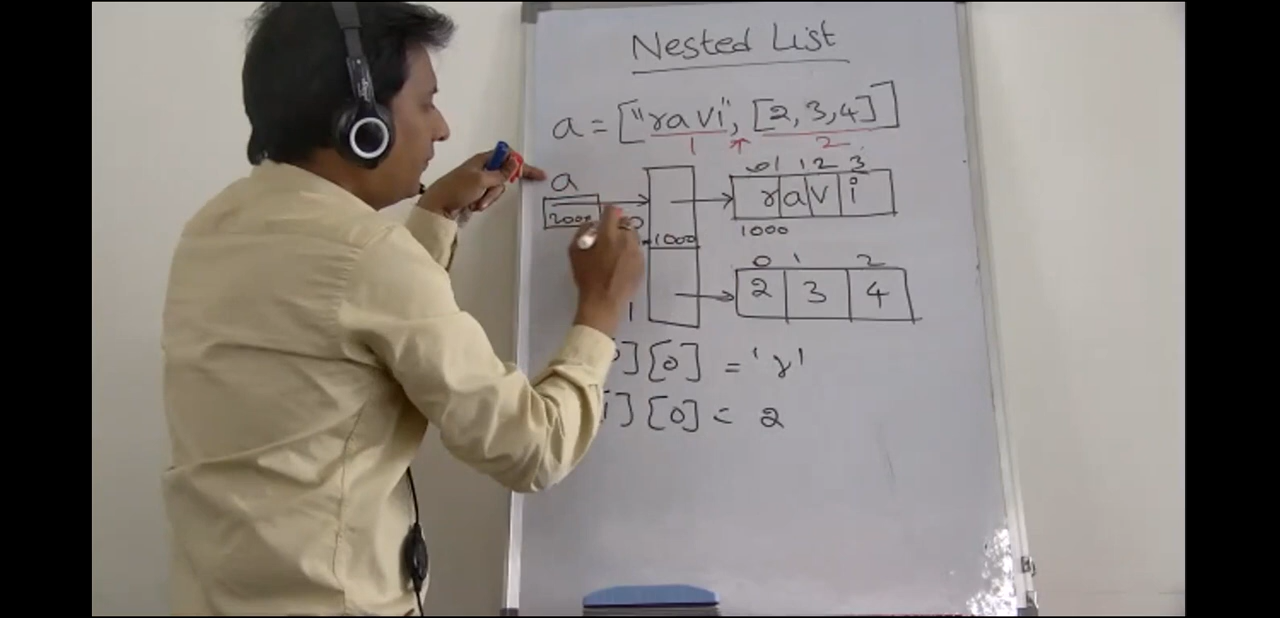 Nested List
a = ["ravi", [2, 3, 4]]
1 ↑ 2
0 1 2 3
a
r a v i
2000 0 1000 1000
0 1 2
2 3 4
1
][0] = 'r'
][0] = 2